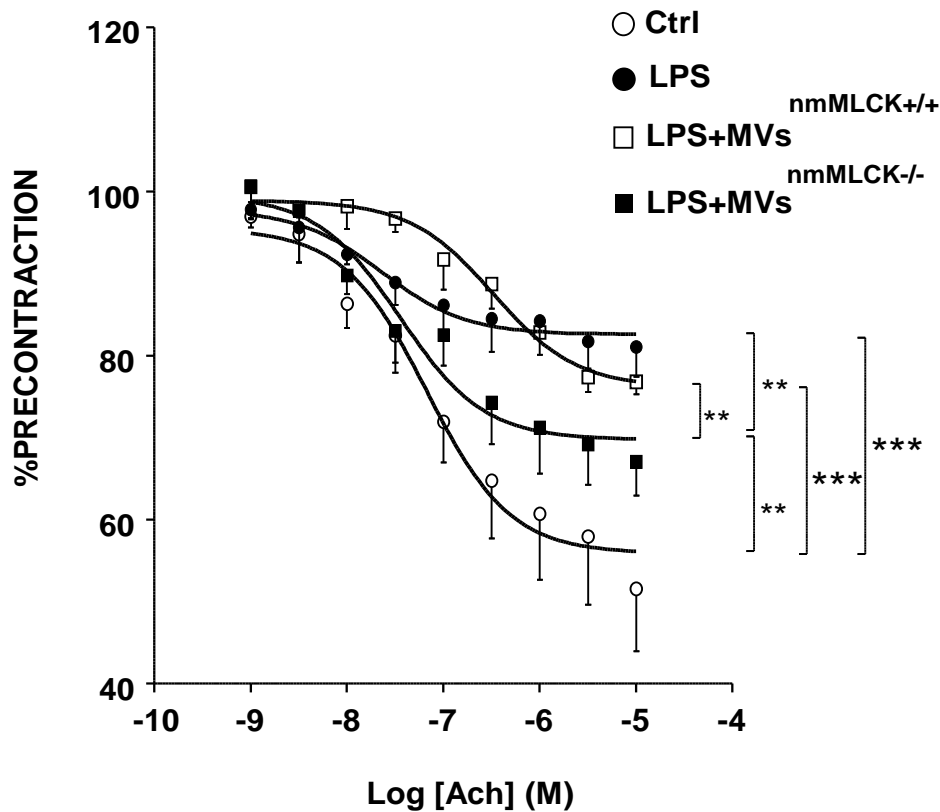 Ctrl
LPS
LPS+MVs nmMLCK+/+
LPS+MVs nmMLCK-/-
%PRECONTRACTION
120
100
80
60
40
**
**
**
***
***
-10 -9 -8 -7 -6 -5 -4
Log [Ach] (M)